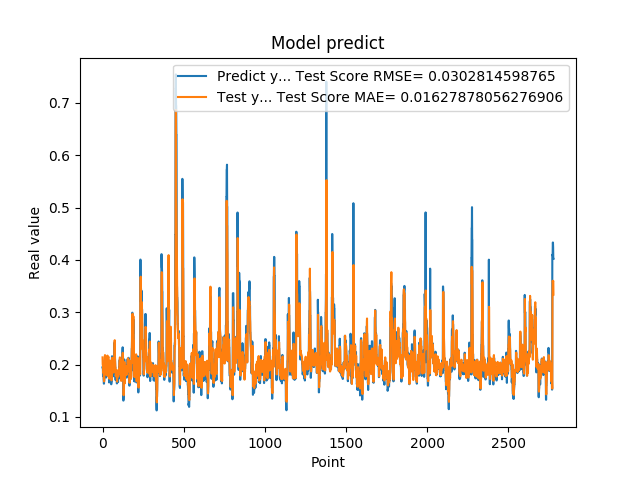 Model predict
Predict y... Test Score RMSE= 0.0302814598765
Test y... Test Score MAE= 0.01627878056276906
Real value
0.7
0.6
0.5
0.4
0.3
0.2
0.1
0
500
1000
1500
2000
2500
Point